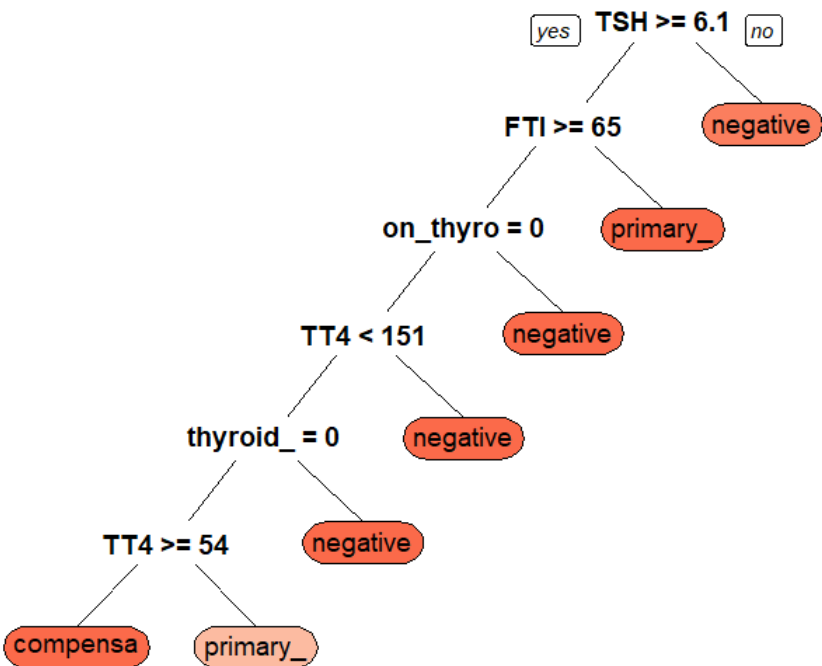 yes TSH >= 6.1 no
FTI >= 65 negative
on_thyro = 0 primary_
TT4 < 151 negative
thyroid_ = 0 negative
TT4 >= 54 negative
compensa primary_